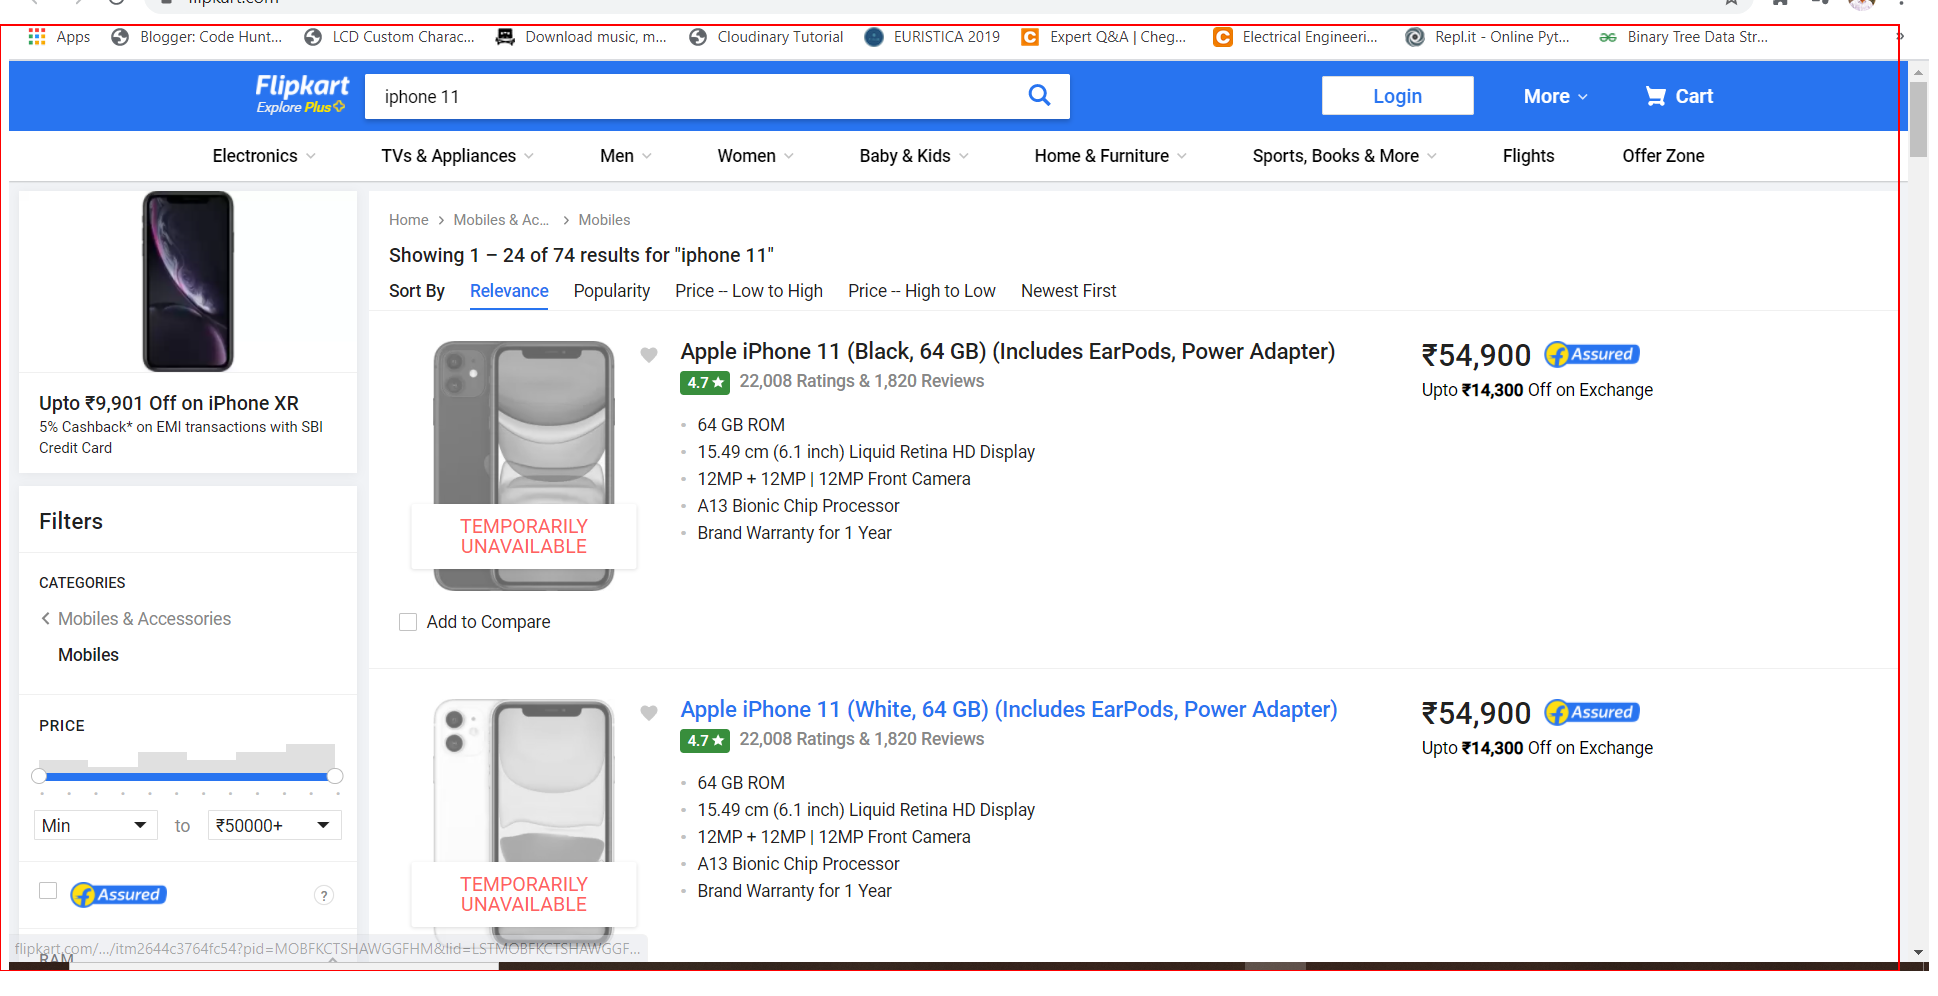 flipkart.com
Apps Blogger: Code Hunt... LCD Custom Charac... Download music, m... Cloudinary Tutorial EURISTICA 2019 Expert Q&A | Cheg... Electrical Engineeri... Repl.it - Online Pyt... Binary Tree Data Str... »
Flipkart
Explore Plus
iphone 11
Login
More
Cart
Electronics TVs & Appliances Men Women Baby & Kids Home & Furniture Sports, Books & More Flights Offer Zone
Upto ₹9,901 Off on iPhone XR
5% Cashback* on EMI transactions with SBI
Credit Card
Filters
CATEGORIES
Mobiles & Accessories
Mobiles
PRICE
Min to ₹50000+
Assured ?
RAM
Home > Mobiles & Ac... > Mobiles
Showing 1 – 24 of 74 results for "iphone 11"
Sort By Relevance Popularity Price -- Low to High Price -- High to Low Newest First
TEMPORARILY
UNAVAILABLE
Add to Compare
Apple iPhone 11 (Black, 64 GB) (Includes EarPods, Power Adapter)
4.7★ 22,008 Ratings & 1,820 Reviews
64 GB ROM
15.49 cm (6.1 inch) Liquid Retina HD Display
12MP + 12MP | 12MP Front Camera
A13 Bionic Chip Processor
Brand Warranty for 1 Year
₹54,900 Assured
Upto ₹14,300 Off on Exchange
TEMPORARILY
UNAVAILABLE
Apple iPhone 11 (White, 64 GB) (Includes EarPods, Power Adapter)
4.7★ 22,008 Ratings & 1,820 Reviews
64 GB ROM
15.49 cm (6.1 inch) Liquid Retina HD Display
12MP + 12MP | 12MP Front Camera
A13 Bionic Chip Processor
Brand Warranty for 1 Year
₹54,900 Assured
Upto ₹14,300 Off on Exchange
flipkart.com/.../itm2644c3764fc54?pid=MOBFKCTSHAWGGFHM&lid=LSTMOBFKCTSHAWGGF...